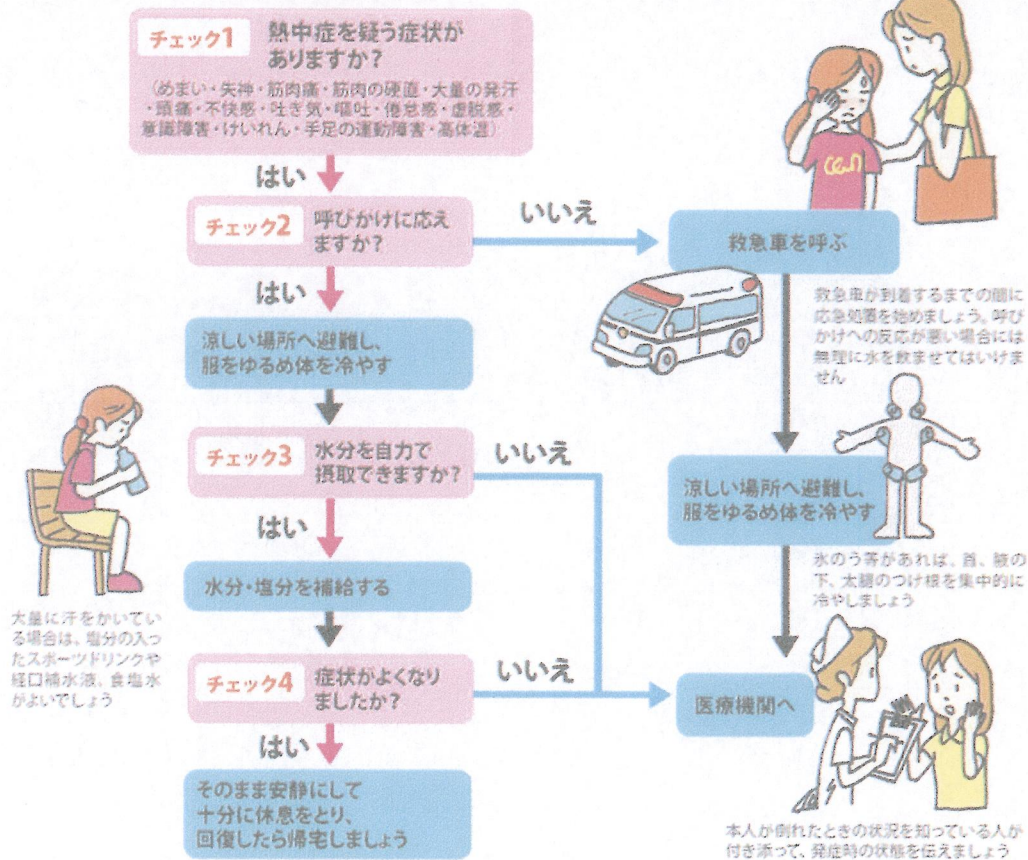 チェック1
熱中症を疑う症状が
ありますか？
（めまい・失神・筋肉痛・筋肉の硬直・大量の発汗
・頭痛・不快感・吐き気・嘔吐・倦怠感・虚脱感・
意識障害・けいれん・手足の運動障害・高体温）
はい
チェック2
呼びかけに応え
ますか？
いいえ
救急車を呼ぶ
はい
救急車が到着するまでの間に
応急処置を始めましょう。呼び
かけへの反応が悪い場合には
無理に水を飲ませてはいけま
せん
涼しい場所へ避難し、
服をゆるめ体を冷やす
チェック3
水分を自力で
摂取できますか？
いいえ
涼しい場所へ避難し、
服をゆるめ体を冷やす
はい
氷のう等があれば、首、腋の
下、太腿のつけ根を集中的に
冷やしましょう
水分・塩分を補給する
大量に汗をかいてい
る場合は、塩分の入っ
たスポーツドリンクや
経口補水液、食塩水
がよいでしょう
チェック4
症状がよくなり
ましたか？
いいえ
医療機関へ
はい
そのまま安静にして
十分に休息をとり、
回復したら帰宅しましょう
本人が倒れたときの状況を知っている人が
付き添って、発症時の状態を伝えましょう